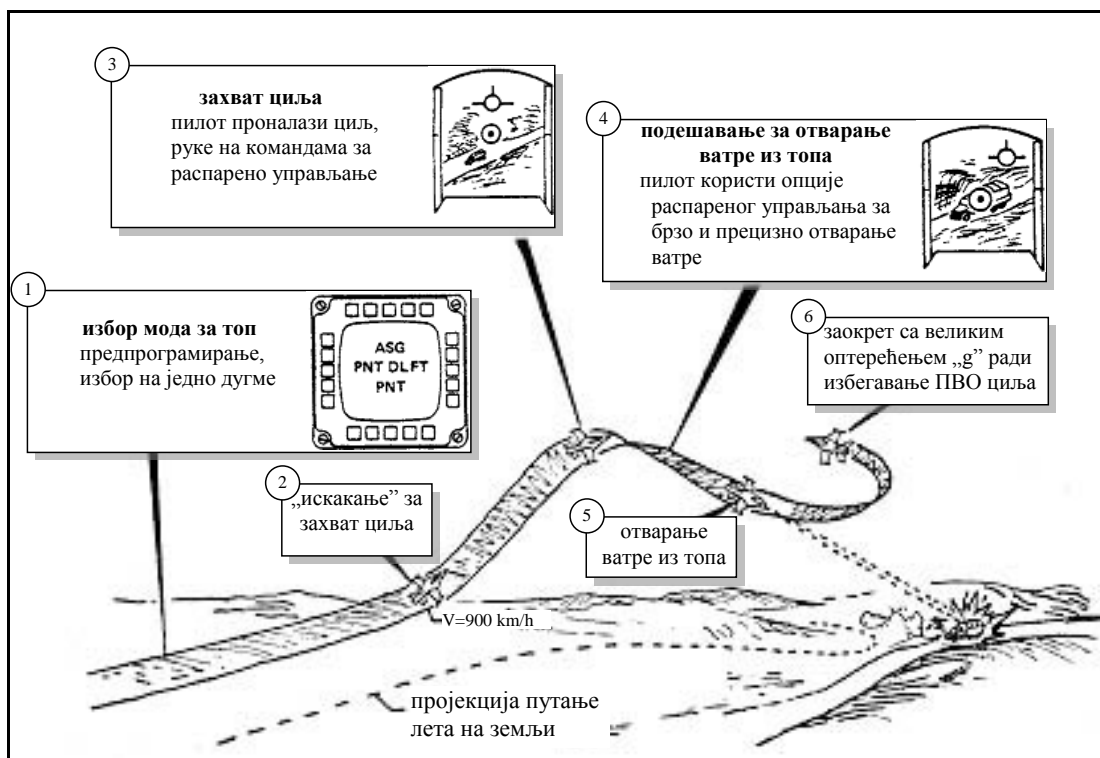 3
захват циља
пилот проналази циљ,
руке на командама за
распарено управљање
4
подешавање за отварање
ватре из топа
пилот користи опције
распареног управљања за
брзо и прецизно отварање
ватре
1
избор мода за топ
предпрограмирање,
избор на једно дугме
ASG
PNT DLFT
PNT
6
заокрет са великим
оптерећењем „g” ради
избегавање ПВО циља
2
„искакање” за
захват циља
5
отварање
ватре из топа
V=900 km/h
пројекција путање
лета на земљи